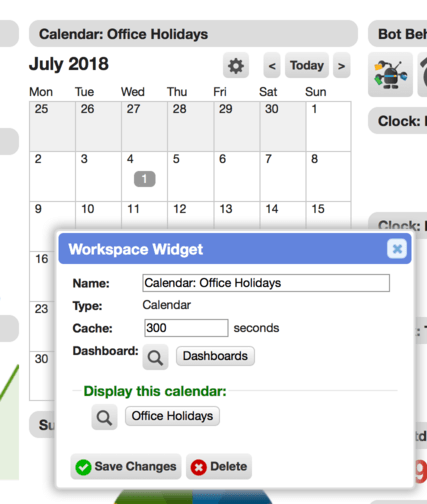 Calendar: Office Holidays
Bot Beh
July 2018
< Today >
Mon Tue Wed Thu Fri Sat Sun
25 26 27 28 29 30 1
2 3 4 5 6 7 8
1
9 10 11 12 13 14 15
16
23
30
Clock:
Clock:
Workspace Widget
Name: Calendar: Office Holidays
Type: Calendar
Cache: 300 seconds
Dashboard: Dashboards
Display this calendar:
Office Holidays
Save Changes Delete
Su
td
9